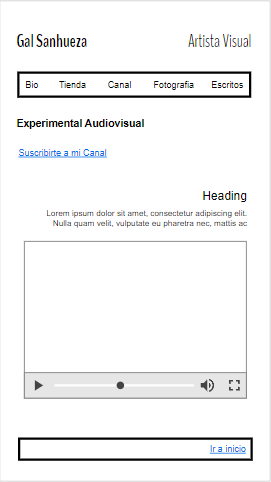 Gal Sanhueza Artista Visual
Bio Tienda Canal Fotografia Escritos
Experimental Audiovisual
Suscribirte a mi Canal
Heading
Lorem ipsum dolor sit amet, consectetur adipiscing elit.
Nulla quam velit, vulputate eu pharetra nec, mattis ac
Ir a inicio